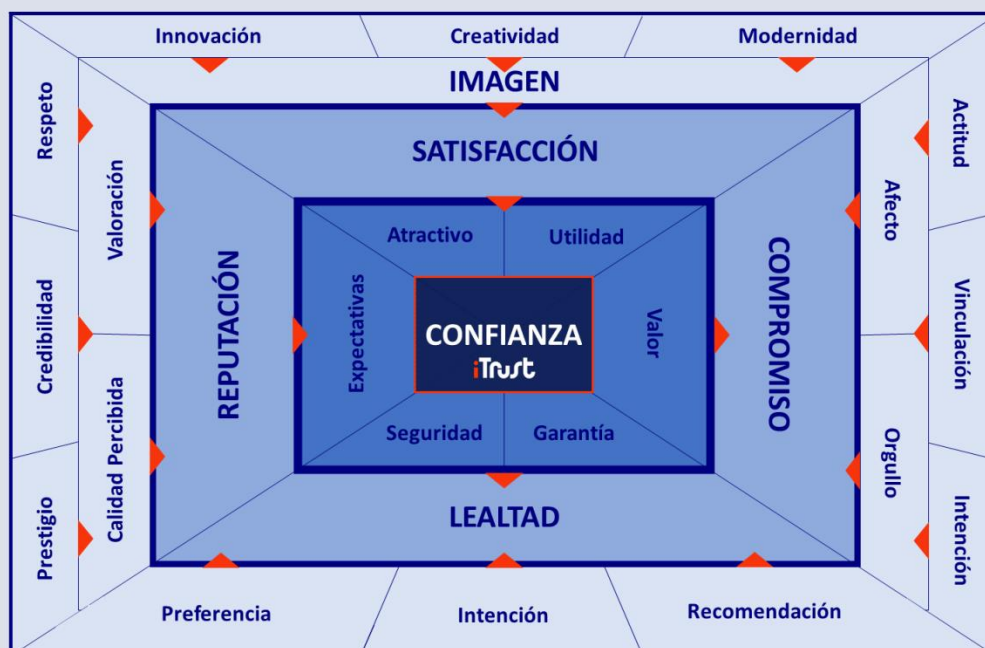 Innovación
Creatividad
Modernidad
IMAGEN
Respeto
Actitud
SATISFACCIÓN
Valoración
Afecto
Atractivo
Utilidad
Credibilidad
REPUTACIÓN
Expectativas
CONFIANZA
iTrust
Valor
COMPROMISO
Vinculación
Seguridad
Garantía
Calidad Percibida
Orgullo
Prestigio
LEALTAD
Intención
Preferencia
Intención
Recomendación